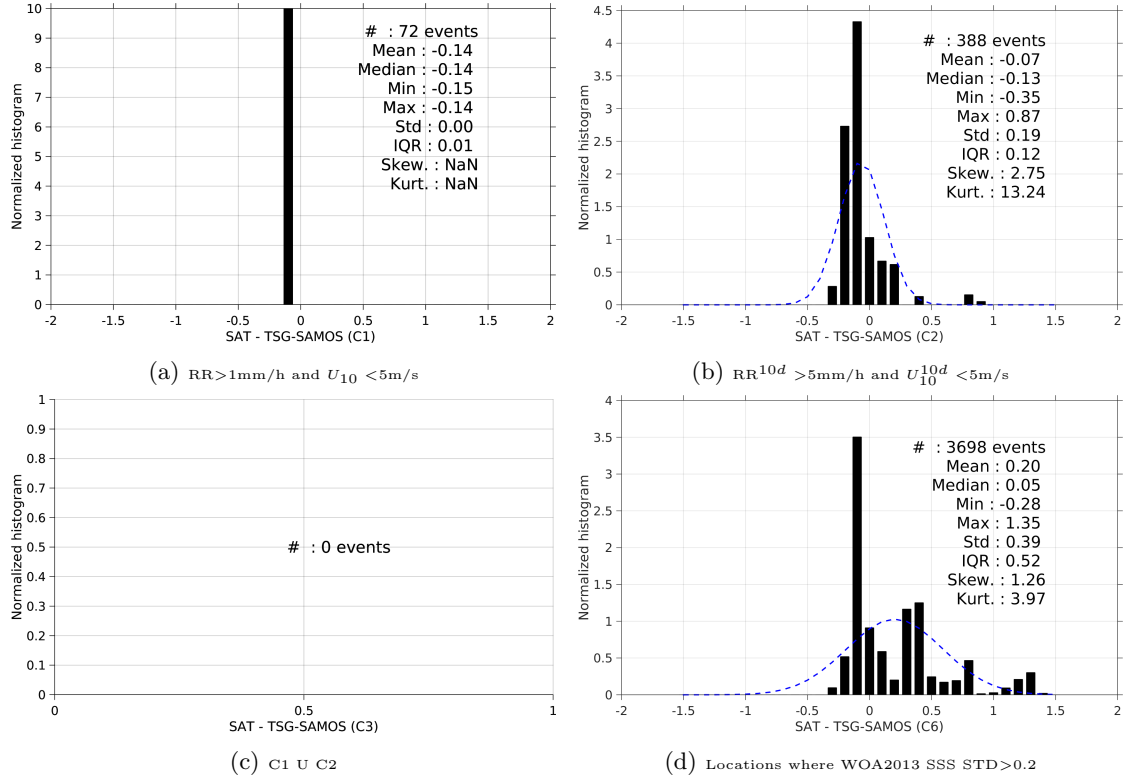 10
9
8
7
6
5
4
3
2
1
0
Normalized histogram
# : 72 events
Mean : -0.14
Median : -0.14
Min : -0.15
Max : -0.14
Std : 0.00
IQR : 0.01
Skew. : NaN
Kurt. : NaN
-2 -1.5 -1 -0.5 0 0.5 1 1.5 2
SAT - TSG-SAMOS (C1)
(a) RR>1mm/h and U10 <5m/s
4.5
4
3.5
3
2.5
2
1.5
1
0.5
0
Normalized histogram
# : 388 events
Mean : -0.07
Median : -0.13
Min : -0.35
Max : 0.87
Std : 0.19
IQR : 0.12
Skew. : 2.75
Kurt. : 13.24
-2 -1.5 -1 -0.5 0 0.5 1 1.5 2
SAT - TSG-SAMOS (C2)
(b) RR^10d >5mm/h and U10^10d <5m/s
1
0.9
0.8
0.7
0.6
0.5
0.4
0.3
0.2
0.1
0
Normalized histogram
# : 0 events
0 0.5 1
SAT - TSG-SAMOS (C3)
(c) C1 U C2
4
3.5
3
2.5
2
1.5
1
0.5
0
Normalized histogram
# : 3698 events
Mean : 0.20
Median : 0.05
Min : -0.28
Max : 1.35
Std : 0.39
IQR : 0.52
Skew. : 1.26
Kurt. : 3.97
-2 -1.5 -1 -0.5 0 0.5 1 1.5 2
SAT - TSG-SAMOS (C6)
(d) Locations where WOA2013 SSS STD>0.2